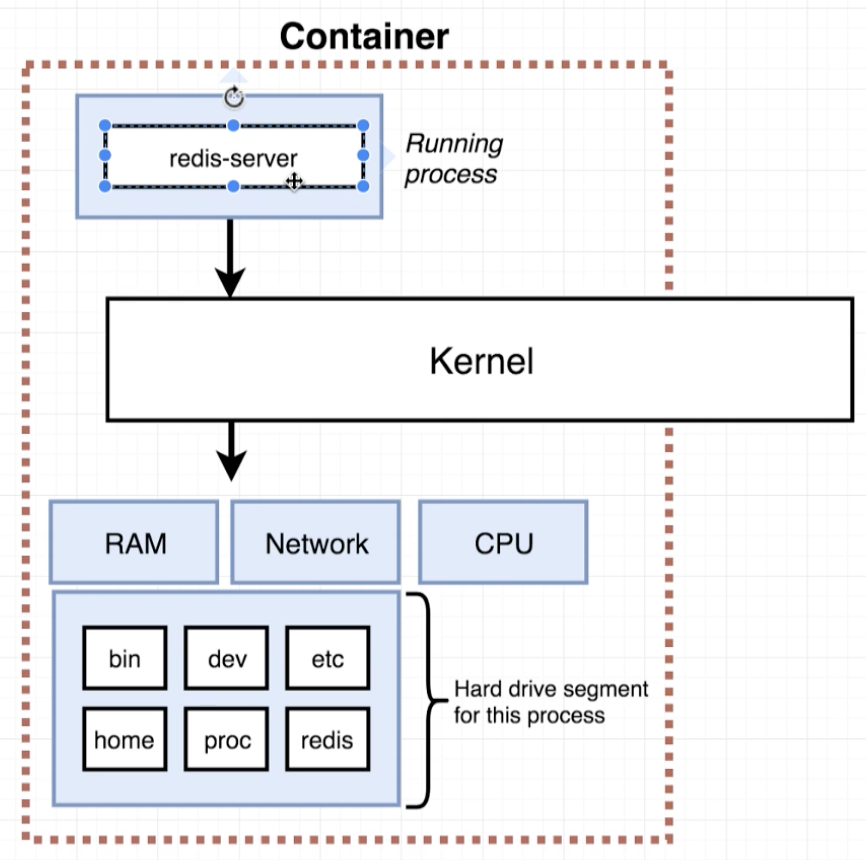 Container
redis-server
Running
process
Kernel
RAM
Network
CPU
bin
dev
etc
home
proc
redis
Hard drive segment
for this process